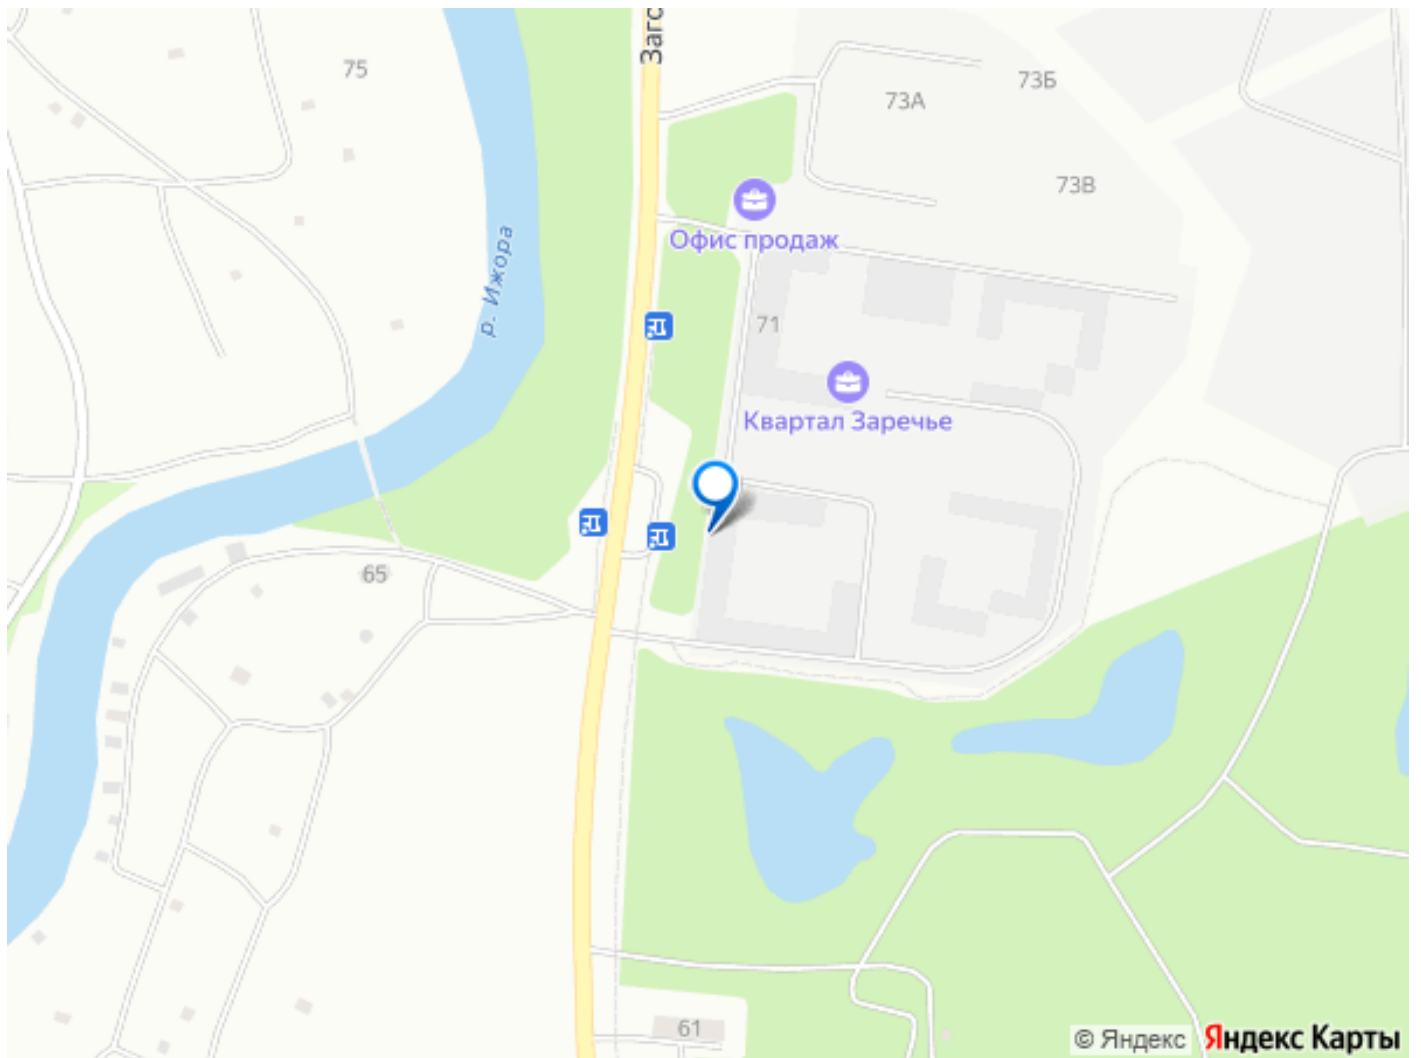 Заго
75
73Б
73А
73В
р. Ижора
Офис продаж
71
Квартал Заречье
65
61
© Яндекс
Яндекс Карты